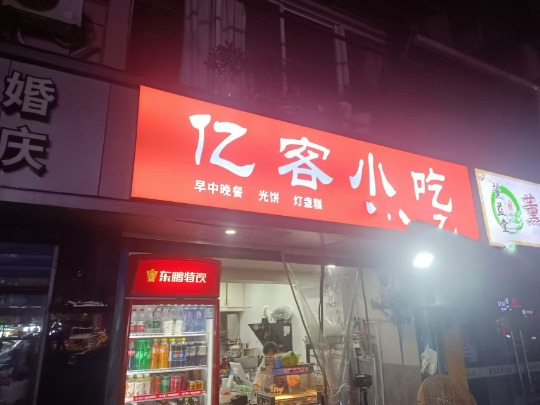 婚
庆
亿客小吃
早中晚餐 光饼 灯盏糕
东鹏特饮
薰